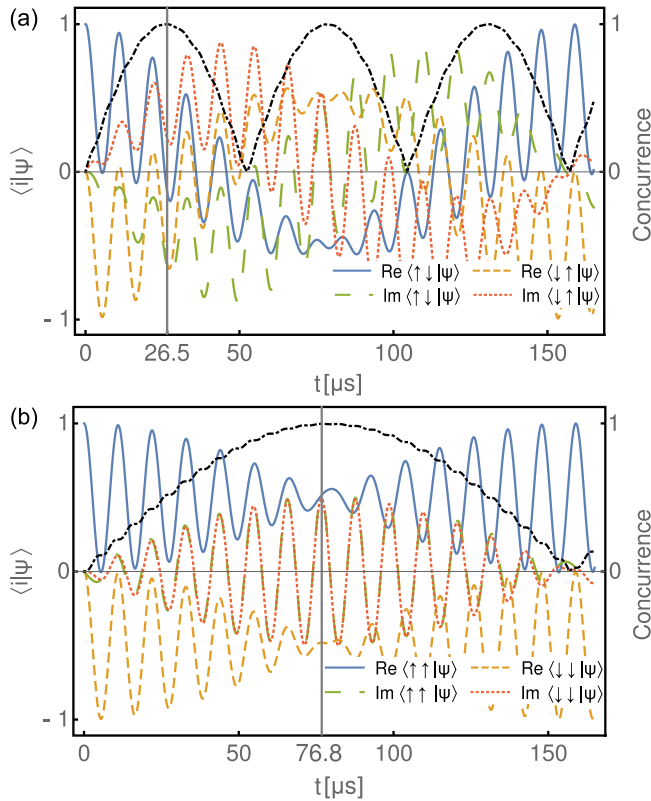 (a)
1
1
⟨i|ψ⟩
0
0
Concurrence
Re ⟨↑↓|ψ⟩
Re ⟨↓↑|ψ⟩
Im ⟨↑↓|ψ⟩
Im ⟨↓↑|ψ⟩
- 1
0
26.5
50
100
150
t[μs]
(b)
1
1
⟨i|ψ⟩
0
0
Concurrence
Re ⟨↑↑|ψ⟩
Re ⟨↓↓|ψ⟩
Im ⟨↑↑|ψ⟩
Im ⟨↓↓|ψ⟩
- 1
0
50
76.8
100
150
t[μs]